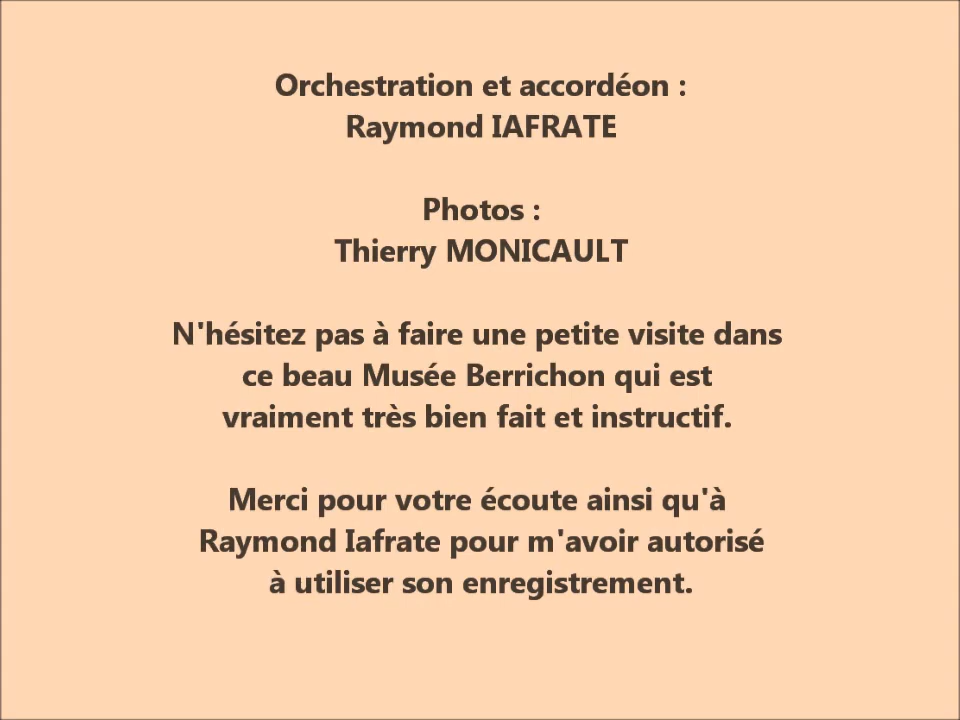 Orchestration et accordéon :
Raymond IAFRATE
Photos :
Thierry MONICAULT
N'hésitez pas à faire une petite visite dans
ce beau Musée Berrichon qui est
vraiment très bien fait et instructif.
Merci pour votre écoute ainsi qu'à
Raymond Iafrate pour m'avoir autorisé
à utiliser son enregistrement.